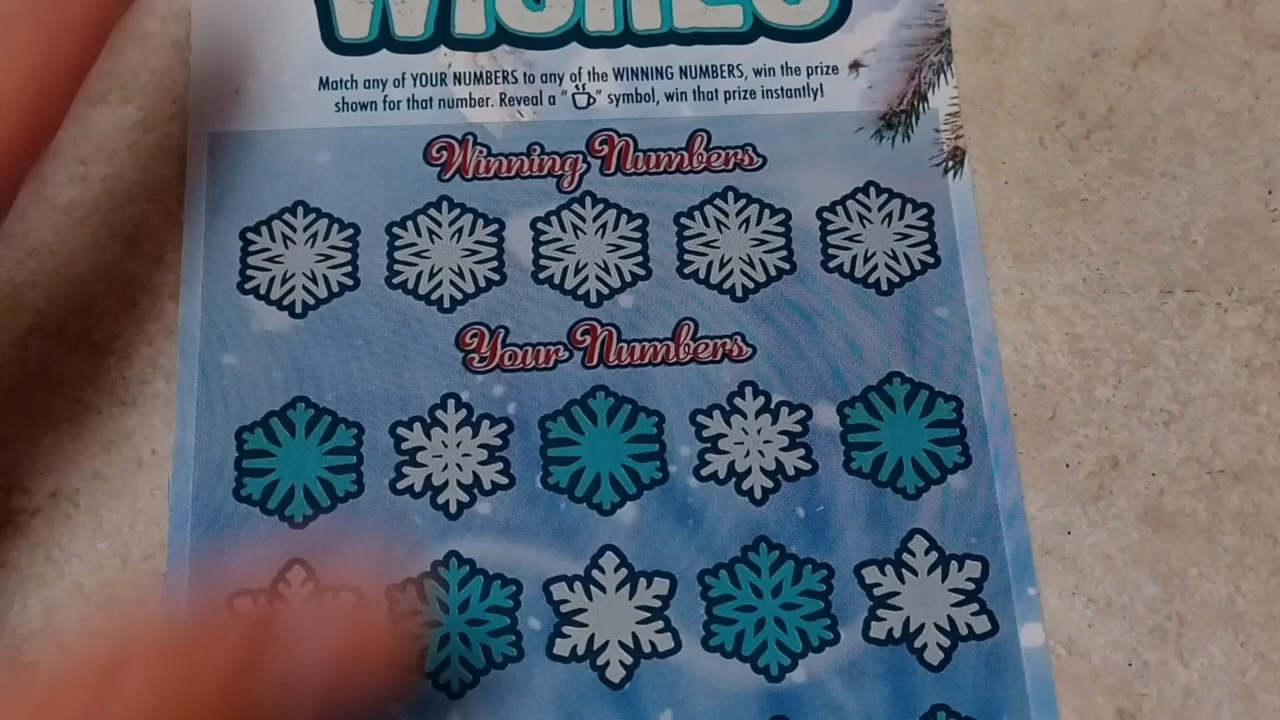 WISHES
Match any of YOUR NUMBERS to any of the WINNING NUMBERS, win the prize
shown for that number. Reveal a " " symbol, win that prize instantly!
Winning Numbers
Your Numbers